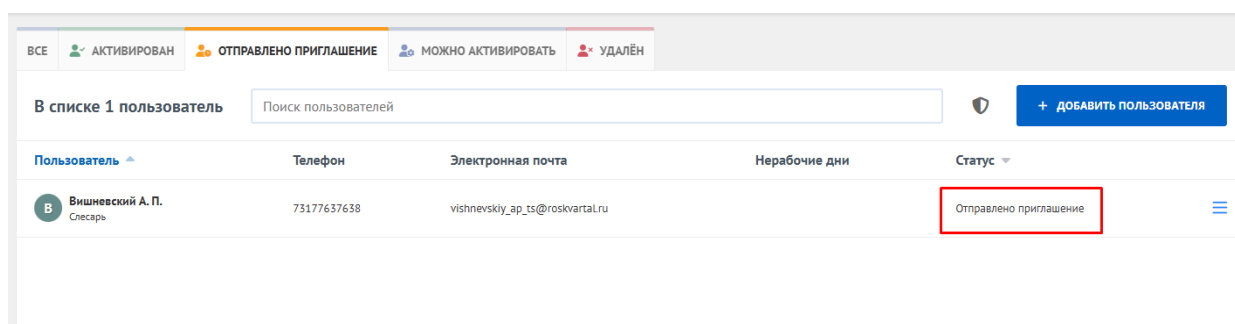 ВСЕ АКТИВИРОВАН ОТПРАВЛЕНО ПРИГЛАШЕНИЕ МОЖНО АКТИВИРОВАТЬ УДАЛЁН
В списке 1 пользователь Поиск пользователей + ДОБАВИТЬ ПОЛЬЗОВАТЕЛЯ
Пользователь Телефон Электронная почта Нерабочие дни Статус
В Вишневский А. П. 73177637638 vishnevskiy_ap_ts@roskvartal.ru Отправлено приглашение
Слесарь